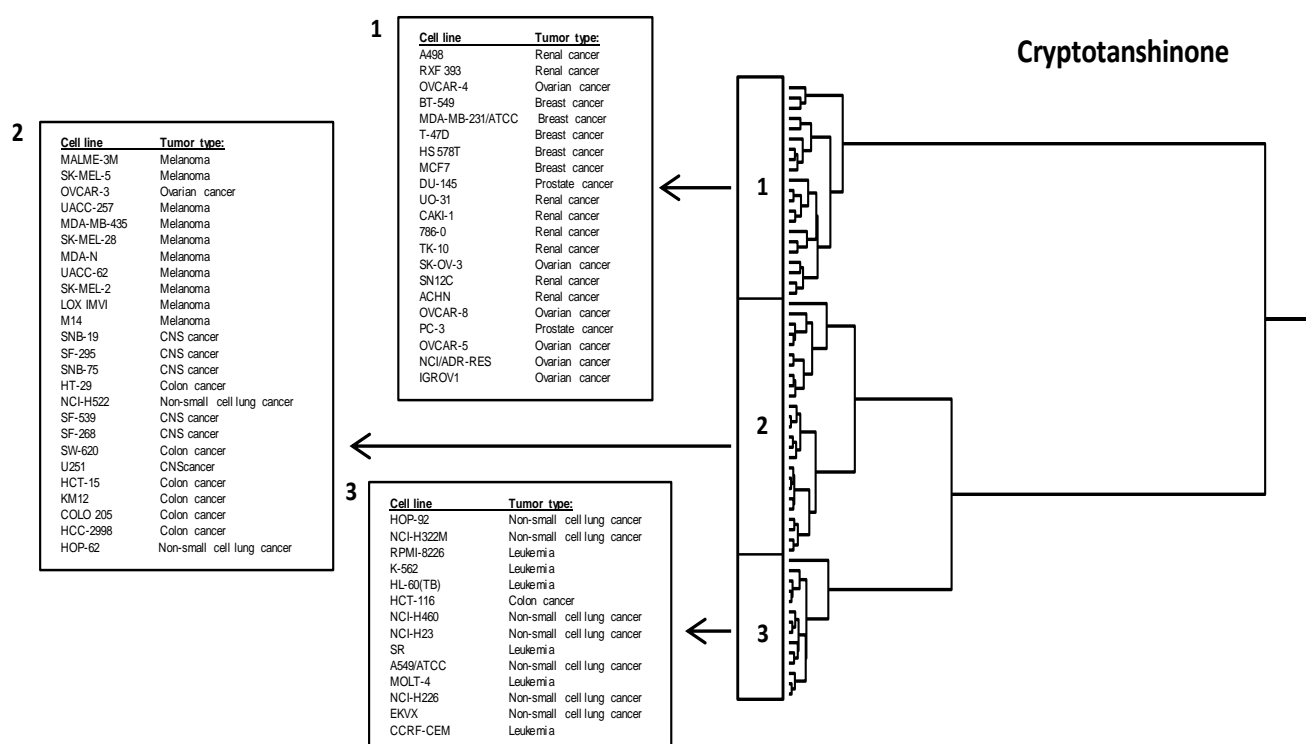 Cryptotanshinone
1
Cell line Tumor type:
A498 Renal cancer
RXF 393 Renal cancer
OVCAR-4 Ovarian cancer
BT-549 Breast cancer
MDA-MB-231/ATCC Breast cancer
T-47D Breast cancer
HS 578T Breast cancer
MCF7 Breast cancer
DU-145 Prostate cancer
UO-31 Renal cancer
CAKI-1 Renal cancer
786-0 Renal cancer
TK-10 Renal cancer
SK-OV-3 Ovarian cancer
SN12C Renal cancer
ACHN Renal cancer
OVCAR-8 Ovarian cancer
PC-3 Prostate cancer
OVCAR-5 Ovarian cancer
NCI/ADR-RES Ovarian cancer
IGROV1 Ovarian cancer
2
Cell line Tumor type:
MALME-3M Melanoma
SK-MEL-5 Melanoma
OVCAR-3 Ovarian cancer
UACC-257 Melanoma
MDA-MB-435 Melanoma
SK-MEL-28 Melanoma
MDA-N Melanoma
UACC-62 Melanoma
SK-MEL-2 Melanoma
LOX IMVI Melanoma
M14 Melanoma
SNB-19 CNS cancer
SF-295 CNS cancer
SNB-75 CNS cancer
HT-29 Colon cancer
NCI-H522 Non-small cell lung cancer
SF-539 CNS cancer
SF-268 CNS cancer
SW-620 Colon cancer
U251 CNScancer
HCT-15 Colon cancer
KM12 Colon cancer
COLO 205 Colon cancer
HCC-2998 Colon cancer
HOP-62 Non-small cell lung cancer
3
Cell line Tumor type:
HOP-92 Non-small cell lung cancer
NCI-H322M Non-small cell lung cancer
RPMI-8226 Leukemia
K-562 Leukemia
HL-60(TB) Leukemia
HCT-116 Colon cancer
NCI-H460 Non-small cell lung cancer
NCI-H23 Non-small cell lung cancer
SR Leukemia
A549/ATCC Non-small cell lung cancer
MOLT-4 Leukemia
NCI-H226 Non-small cell lung cancer
EKVX Non-small cell lung cancer
CCRF-CEM Leukemia
1
2
3